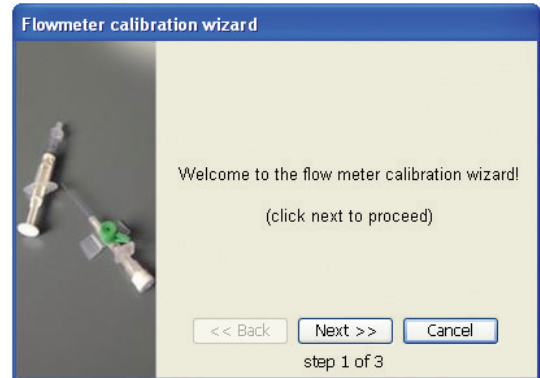 Flowmeter calibration wizard
Welcome to the flow meter calibration wizard!
(click next to proceed)
<< Back Next >> Cancel
step 1 of 3